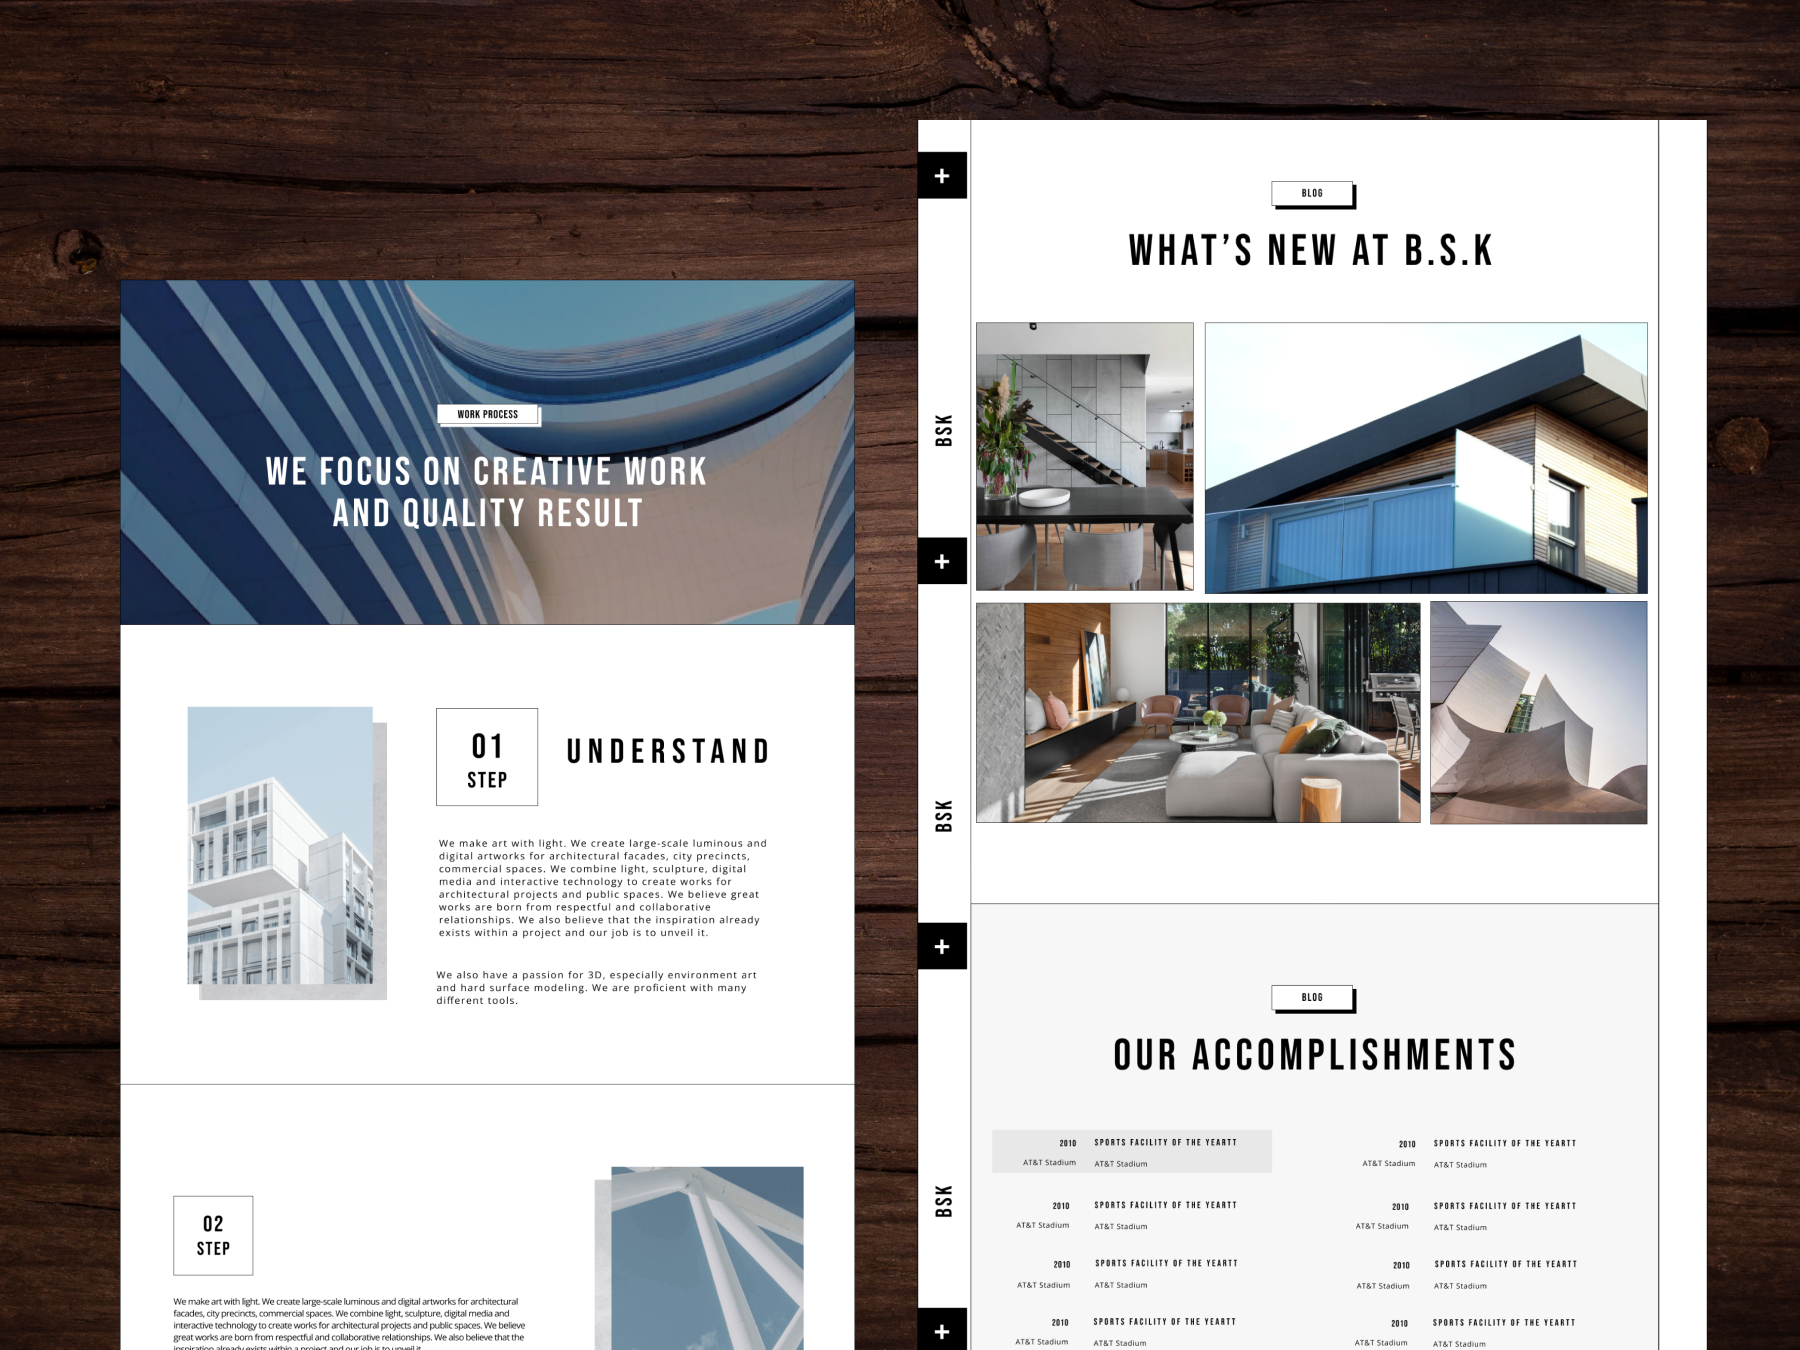 WORK PROCESS
WE FOCUS ON CREATIVE WORK
AND QUALITY RESULT
01
STEP
UNDERSTAND
We make art with light. We create large-scale luminous and
digital artworks for architectural facades, city precincts,
commercial spaces. We combine light, sculpture, digital
media and interactive technology to create works for
architectural projects and public spaces. We believe great
works are born from respectful and collaborative
relationships. We also believe that the inspiration already
exists within a project and our job is to unveil it.
We also have a passion for 3D, especially environment art
and hard surface modeling. We are proficient with many
different tools.
02
STEP
We make art with light. We create large-scale luminous and digital artworks for architectural
facades, city precincts, commercial spaces. We combine light, sculpture, digital media and
interactive technology to create works for architectural projects and public spaces. We believe
great works are born from respectful and collaborative relationships. We also believe that the
inspiration already exists within a project and our job is to unveil it.
+
BSK
+
BSK
+
BSK
+
BLOG
WHAT'S NEW AT B.S.K
BLOG
OUR ACCOMPLISHMENTS
2010 SPORTS FACILITY OF THE YEARTT
AT&T Stadium AT&T Stadium
2010 SPORTS FACILITY OF THE YEARTT
AT&T Stadium AT&T Stadium
2010 SPORTS FACILITY OF THE YEARTT
AT&T Stadium AT&T Stadium
2010 SPORTS FACILITY OF THE YEARTT
AT&T Stadium AT&T Stadium
2010 SPORTS FACILITY OF THE YEARTT
AT&T Stadium AT&T Stadium
2010 SPORTS FACILITY OF THE YEARTT
AT&T Stadium AT&T Stadium
2010 SPORTS FACILITY OF THE YEARTT
AT&T Stadium AT&T Stadium
2010 SPORTS FACILITY OF THE YEARTT
AT&T Stadium AT&T Stadium